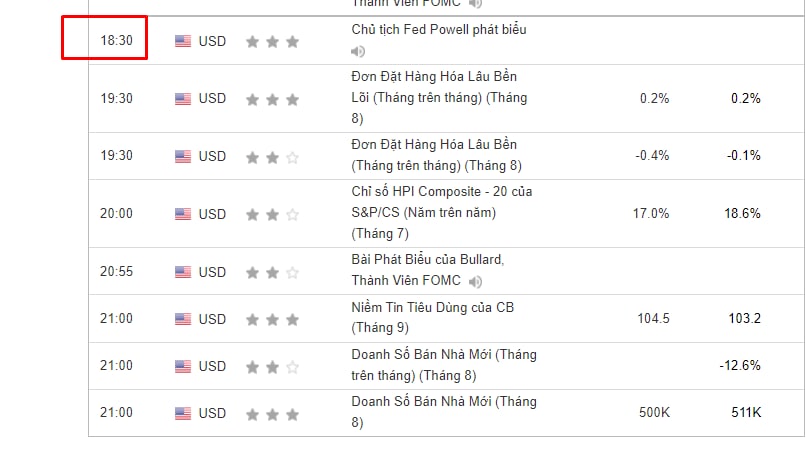 Thành Viên FOMC
18:30 USD Chủ tịch Fed Powell phát biểu
19:30 USD Đơn Đặt Hàng Hóa Lâu Bền
Lõi (Tháng trên tháng) (Tháng
8) 0.2% 0.2%
19:30 USD Đơn Đặt Hàng Hóa Lâu Bền
(Tháng trên tháng) (Tháng 8) -0.4% -0.1%
20:00 USD Chỉ số HPI Composite - 20 của
S&P/CS (Năm trên năm)
(Tháng 7) 17.0% 18.6%
20:55 USD Bài Phát Biểu của Bullard,
Thành Viên FOMC
21:00 USD Niềm Tin Tiêu Dùng của CB
(Tháng 9) 104.5 103.2
21:00 USD Doanh Số Bán Nhà Mới (Tháng
trên tháng) (Tháng 8) -12.6%
21:00 USD Doanh Số Bán Nhà Mới (Tháng
8) 500K 511K